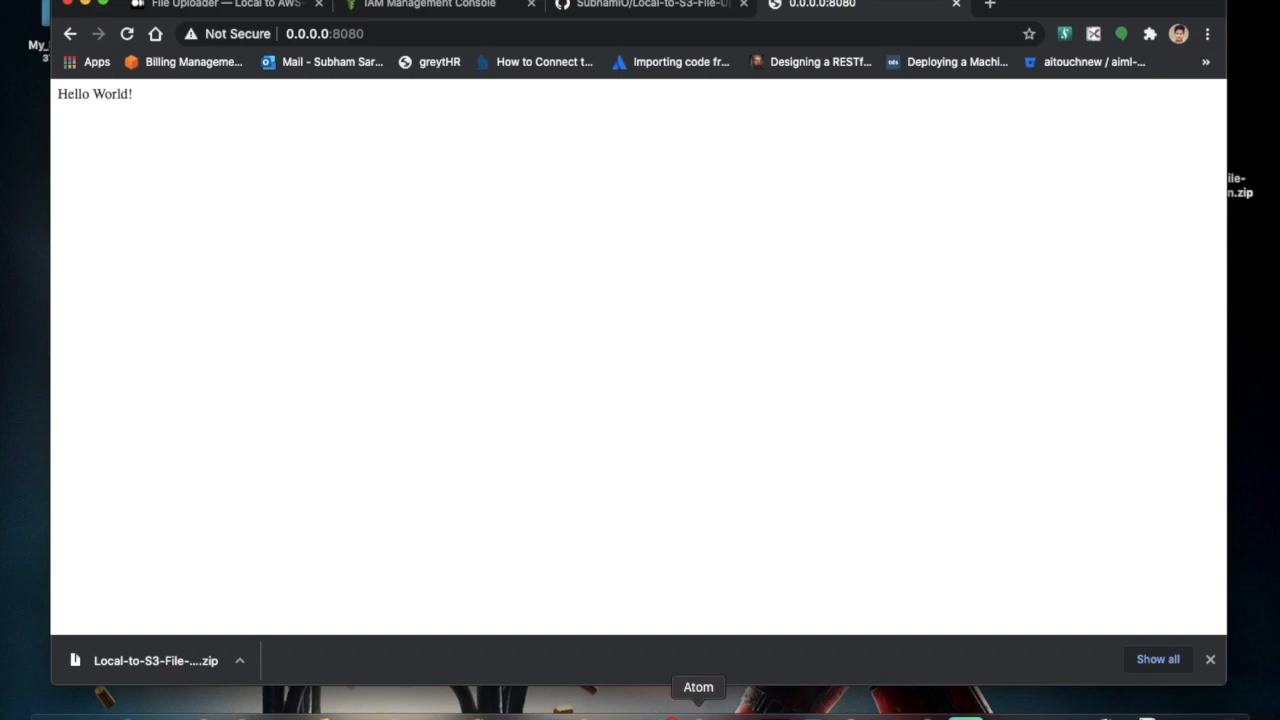 File Uploader — Local to AWS-
IAM Management Console
SubhamIO/Local-to-S3-File-U
0.0.0.0:8080
Not Secure
0.0.0.0:8080
Apps
Billing Manageme...
Mail - Subham Sar...
greytHR
How to Connect t...
Importing code fr...
Designing a RESTf...
Deploying a Machi...
aitouchnew / aiml-...
Hello World!
ile-
n.zip
Local-to-S3-File-....zip
Show all
Atom